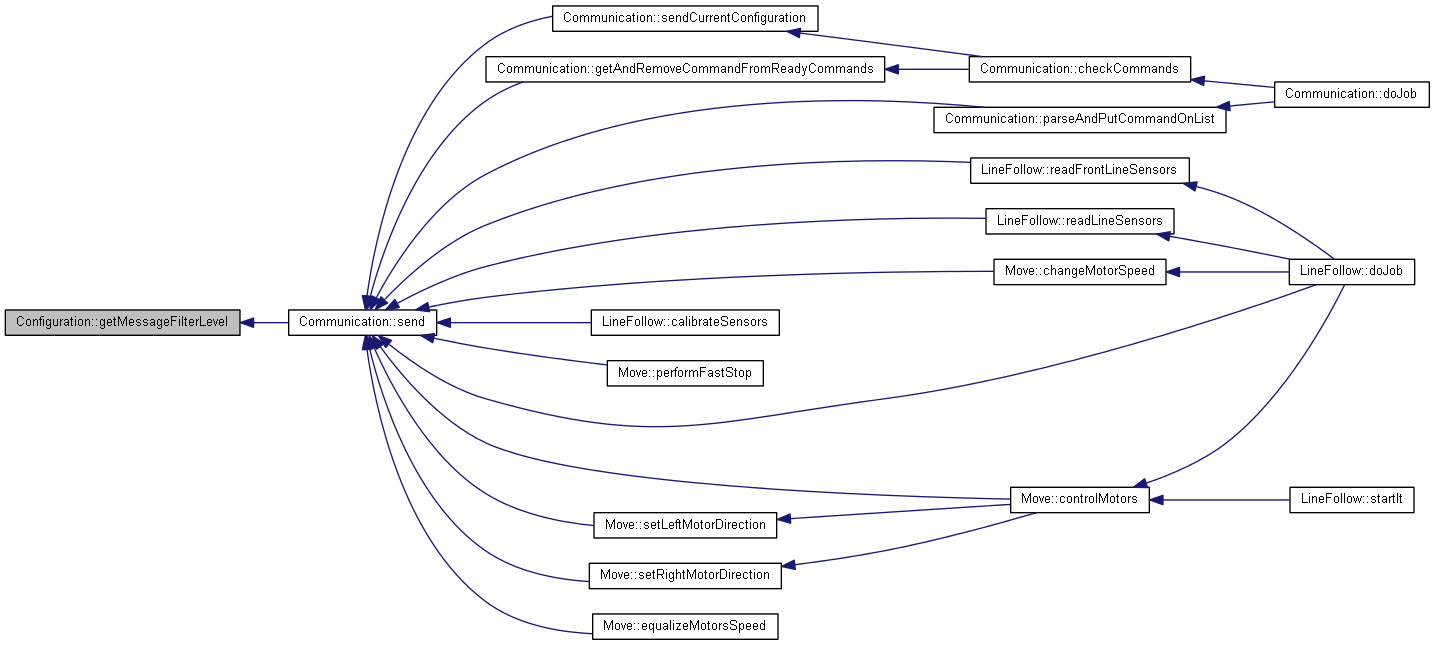 Communication::sendCurrentConfiguration
Communication::getAndRemoveCommandFromReadyCommands
Communication::checkCommands
Communication::doJob
Communication::parseAndPutCommandOnList
LineFollow::readFrontLineSensors
LineFollow::readLineSensors
Move::changeMotorSpeed
LineFollow::doJob
Configuration::getMessageFilterLevel
Communication::send
LineFollow::calibrateSensors
Move::performFastStop
Move::controlMotors
LineFollow::startIt
Move::setLeftMotorDirection
Move::setRightMotorDirection
Move::equalizeMotorsSpeed